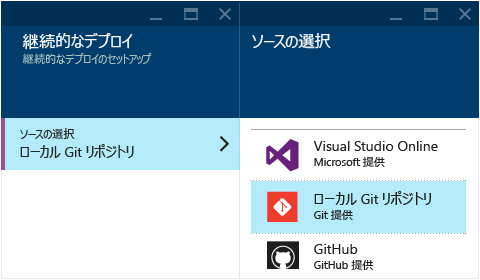 継続的なデプロイ
継続的なデプロイのセットアップ
ソースの選択
ローカル Git リポジトリ
ソースの選択
Visual Studio Online
Microsoft 提供
ローカル Git リポジトリ
Git 提供
GitHub
GitHub 提供